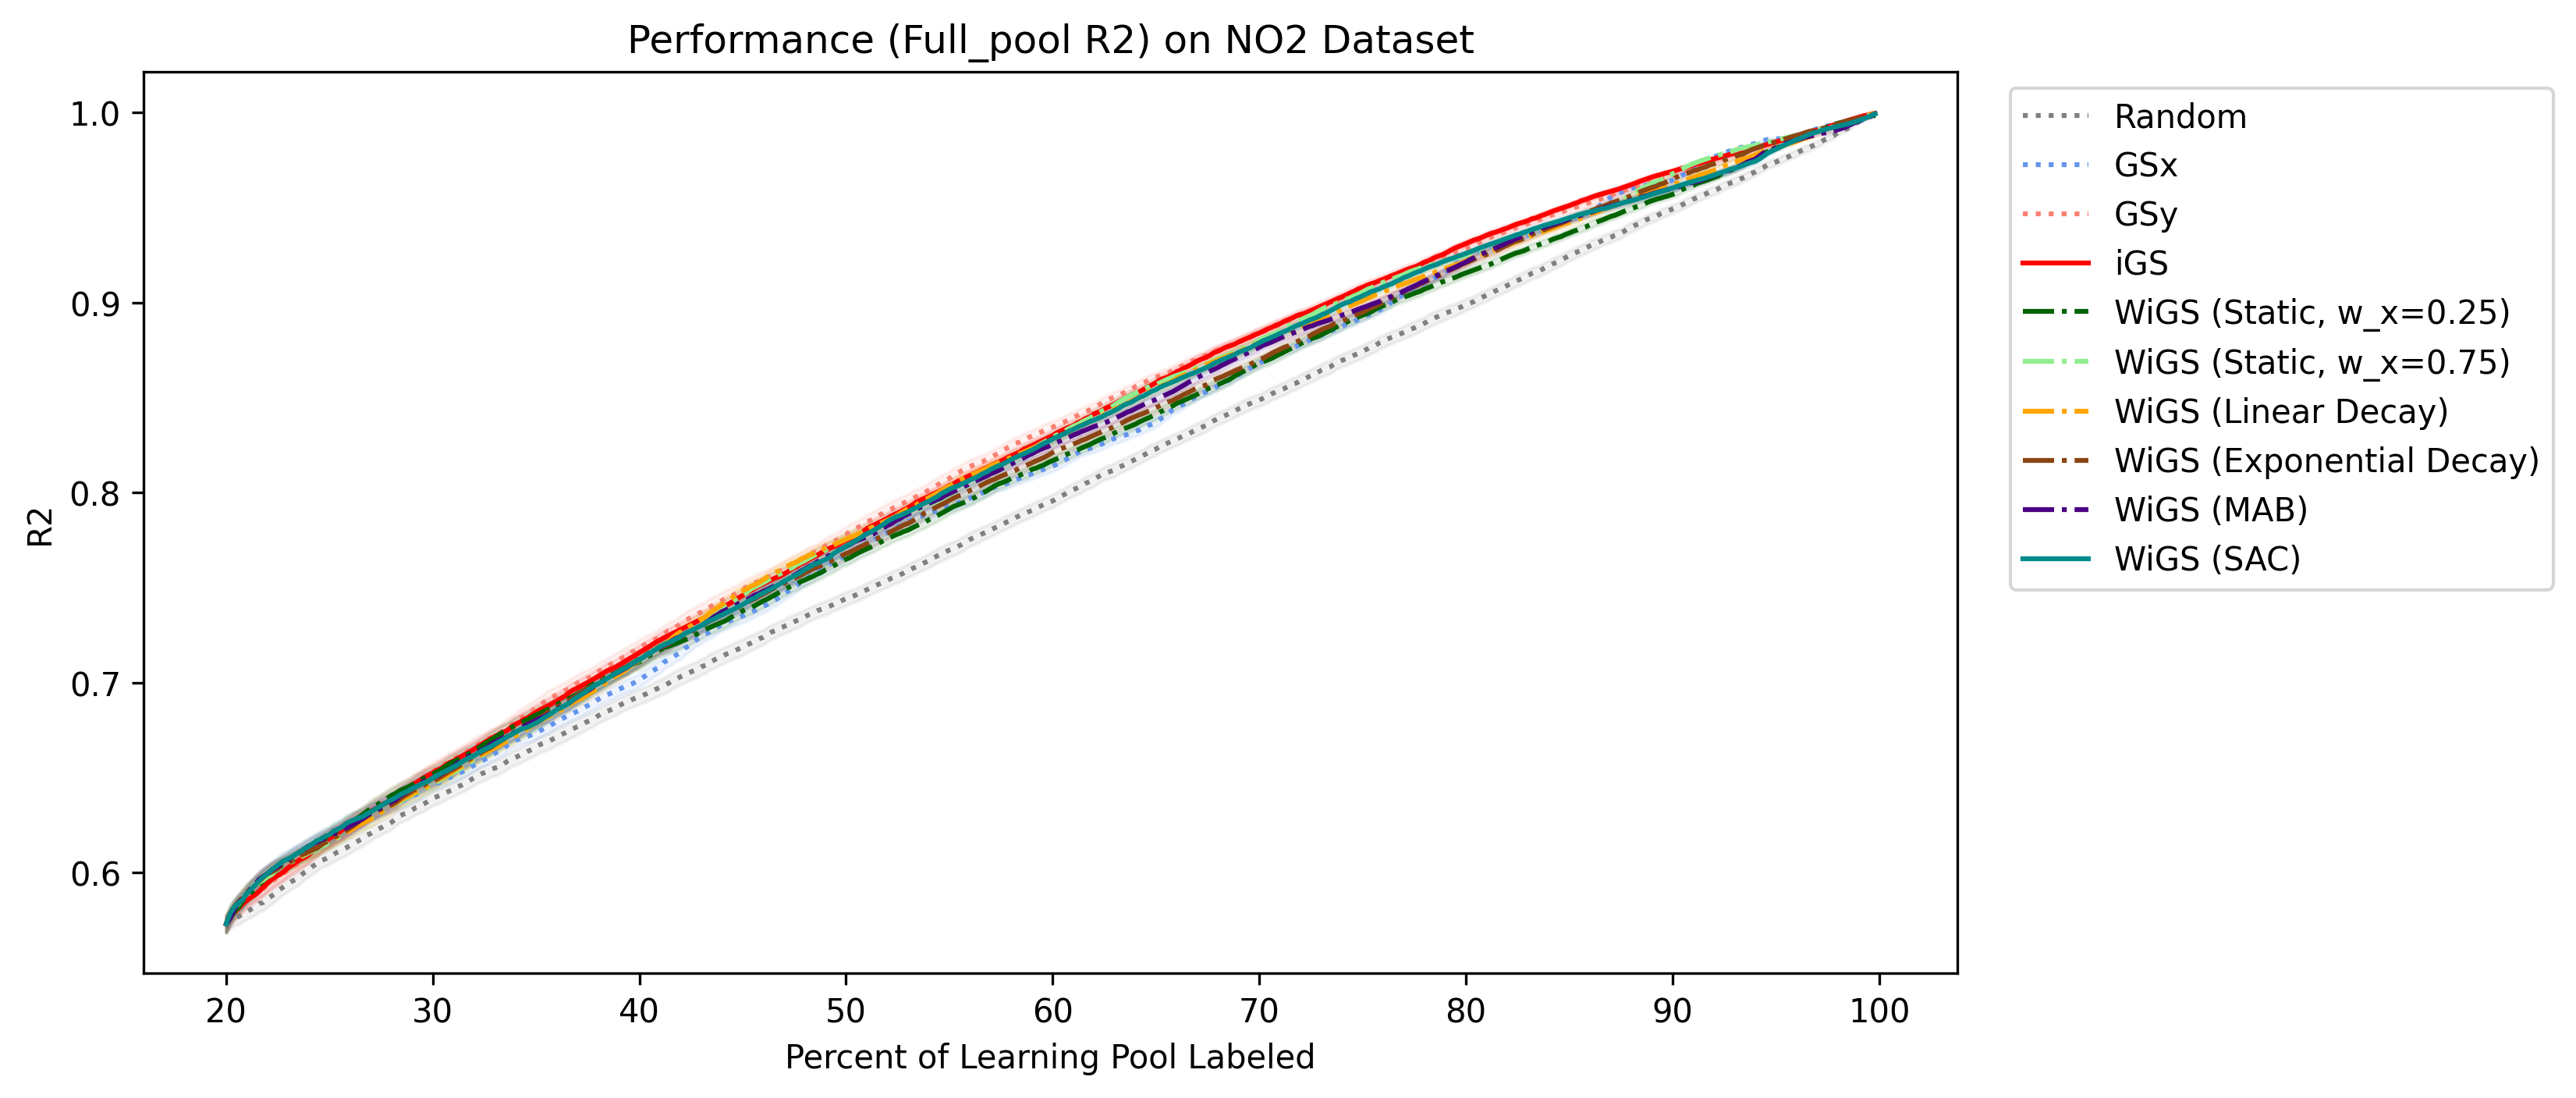 Performance (Full_pool R2) on NO2 Dataset
1.0
0.9
0.8
0.7
0.6
R2
20 30 40 50 60 70 80 90 100
Percent of Learning Pool Labeled
Random
GSx
GSy
iGS
WiGS (Static, w_x=0.25)
WiGS (Static, w_x=0.75)
WiGS (Linear Decay)
WiGS (Exponential Decay)
WiGS (MAB)
WiGS (SAC)